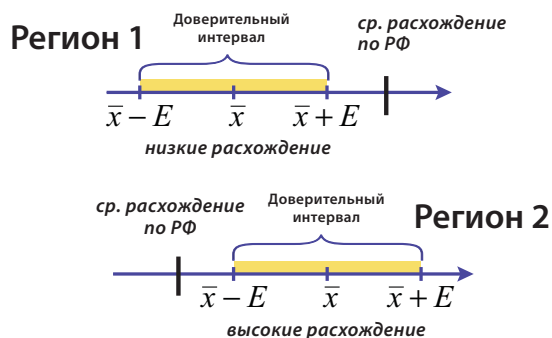 Регион 1
Доверительный
интервал
ср. расхождение
по РФ
x̅ − E
x̅
x̅ + E
низкие расхождение
ср. расхождение
по РФ
Доверительный
интервал
Регион 2
x̅ − E
x̅
x̅ + E
высокие расхождение